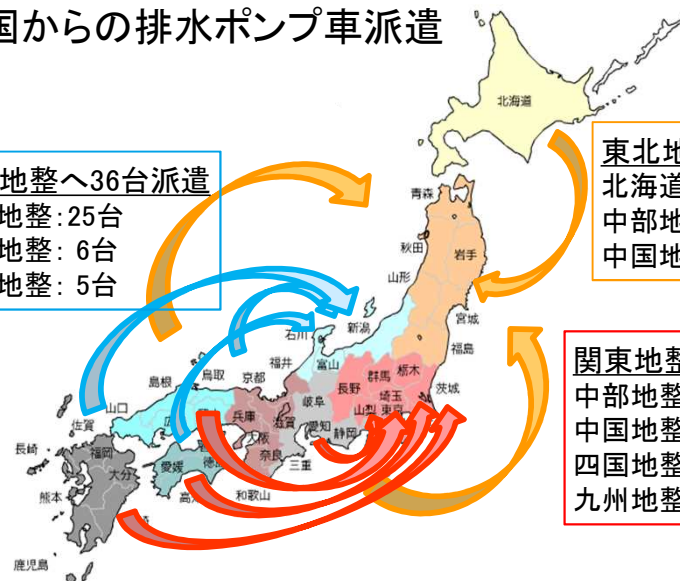 国からの排水ポンプ車派遣
地整へ36台派遣
地整：25台
地整： 6台
地整： 5台
東北地
北海道
中部地
中国地
関東地整
中部地整
中国地整
四国地整
九州地整
北海道
青森
秋田
岩手
山形
宮城
新潟
福島
石川
富山
福井
群馬
栃木
茨城
長野
埼玉
山梨
東京
岐阜
静岡
愛知
鳥取
島根
京都
兵庫
滋賀
大阪
奈良
三重
和歌山
山口
広
愛媛
徳
高
佐賀
長崎
福岡
大分
熊本
鹿児島